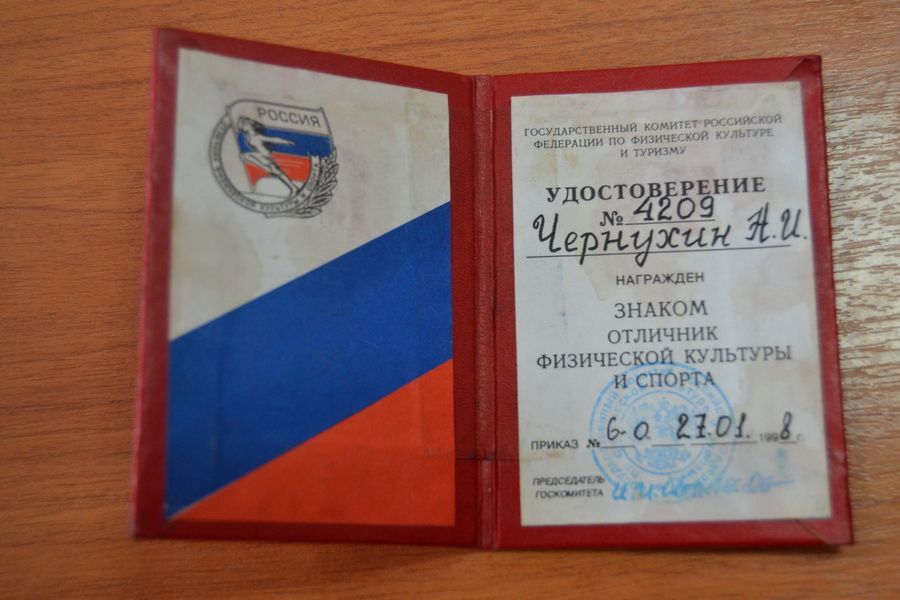 РОССИЯ
ГОСУДАРСТВЕННЫЙ КОМИТЕТ РОССИЙСКОЙ
ФЕДЕРАЦИИ ПО ФИЗИЧЕСКОЙ КУЛЬТУРЕ
И ТУРИЗМУ
УДОСТОВЕРЕНИЕ
№ 4209
Чернухин Н.И.
НАГРАЖДЕН
ЗНАКОМ
ОТЛИЧНИК
ФИЗИЧЕСКОЙ КУЛЬТУРЫ
И СПОРТА
ПРИКАЗ № 6-О 27.01. 1998 г.
ПРЕДСЕДАТЕЛЬ
ГОСКОМИТЕТА